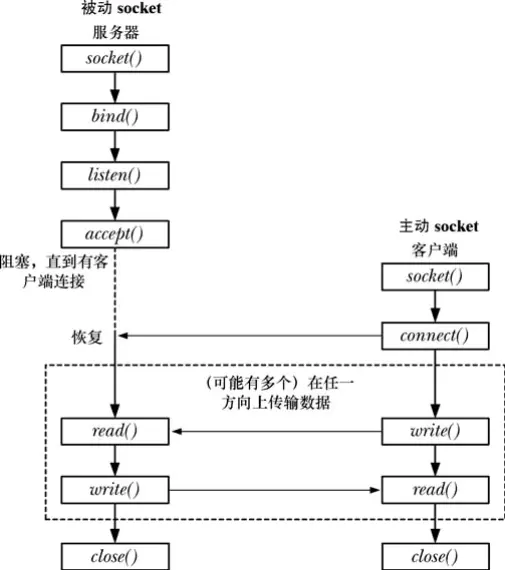 被动 socket
服务器
socket()
bind()
listen()
accept()
阻塞，直到有客
户端连接
主动 socket
客户端
socket()
恢复
connect()
（可能有多个）在任一
方向上传输数据
read()
write()
write()
read()
close()
close()